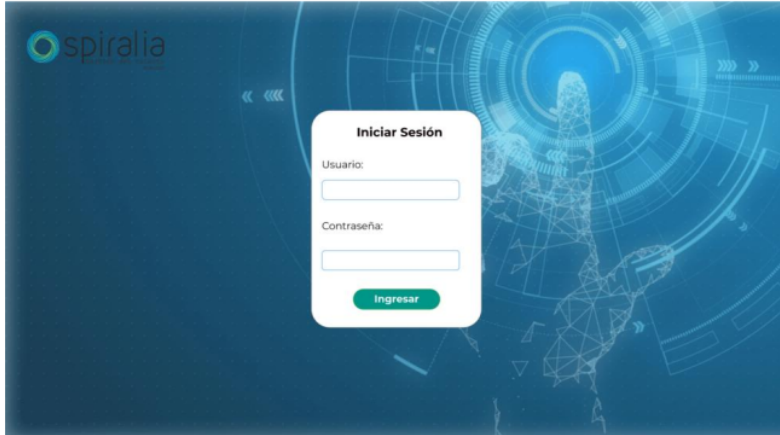 spiralia
Iniciar Sesión
Usuario:
Contraseña:
Ingresar